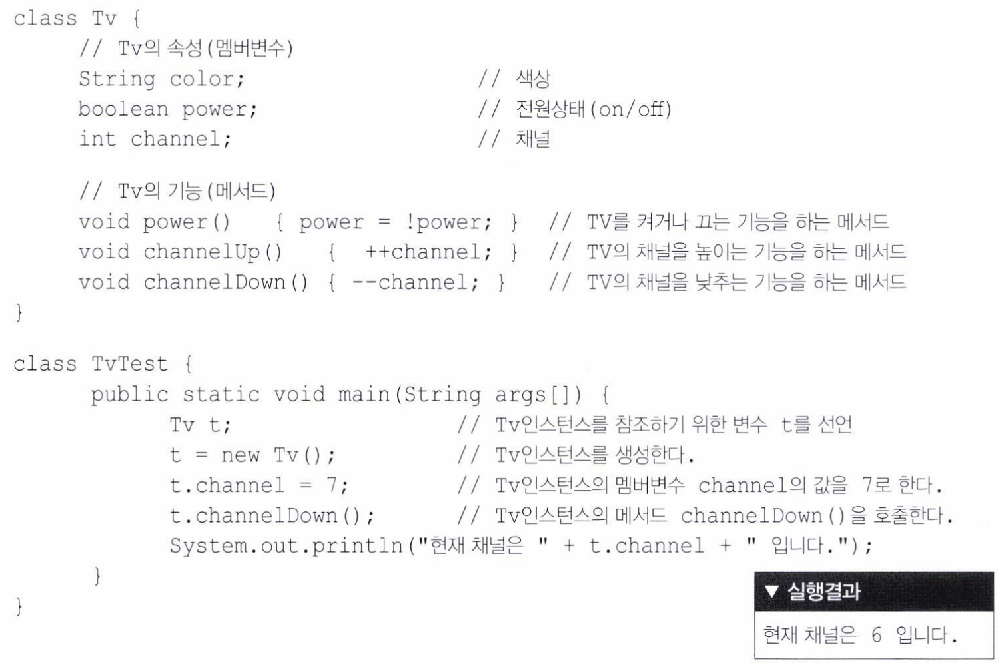 class Tv {
// Tv의 속성(멤버변수)
String color; // 색상
boolean power; // 전원상태(on/off)
int channel; // 채널
// Tv의 기능(메서드)
void power() { power = !power; } // TV를 켜거나 끄는 기능을 하는 메서드
void channelUp() { ++channel; } // TV의 채널을 높이는 기능을 하는 메서드
void channelDown() { --channel; } // TV의 채널을 낮추는 기능을 하는 메서드
}
class TvTest {
public static void main(String args[]) {
Tv t; // Tv인스턴스를 참조하기 위한 변수 t를 선언
t = new Tv(); // Tv인스턴스를 생성한다.
t.channel = 7; // Tv인스턴스의 멤버변수 channel의 값을 7로 한다.
t.channelDown(); // Tv인스턴스의 메서드 channelDown()을 호출한다.
System.out.println("현재 채널은 " + t.channel + " 입니다.");
}
}
▼ 실행결과
현재 채널은 6 입니다.